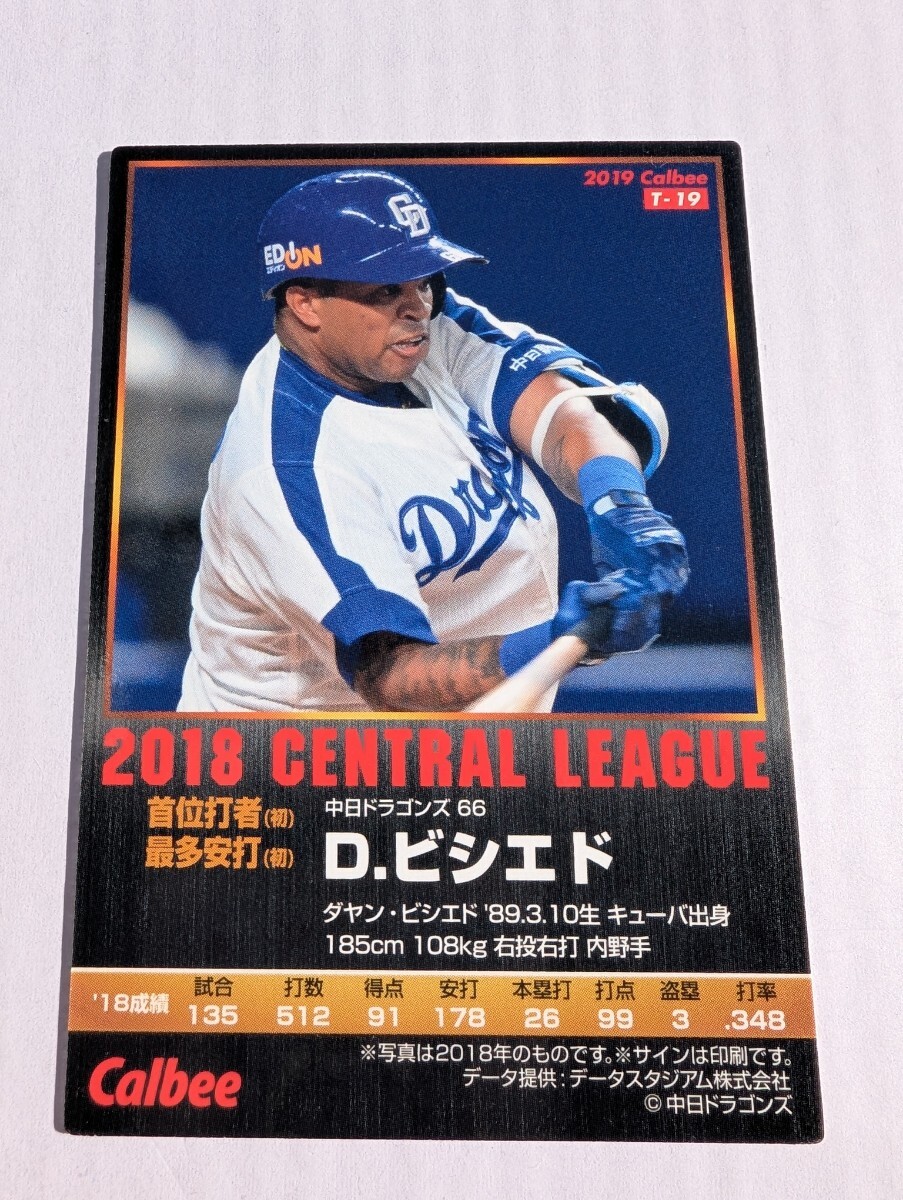 2019 Calbee
T-19
CD
EDION
エディオン
中日
Dragons
2018 CENTRAL LEAGUE
首位打者(初)
最多安打(初)
中日ドラゴンズ 66
D.ビシエド
ダヤン・ビシエド '89.3.10生 キューバ出身
185cm 108kg 右投右打 内野手
'18成績
試合 打数 得点 安打 本塁打 打点 盗塁 打率
135 512 91 178 26 99 3 .348
※写真は2018年のものです。※サインは印刷です。
データ提供:データスタジアム株式会社
© 中日ドラゴンズ
Calbee